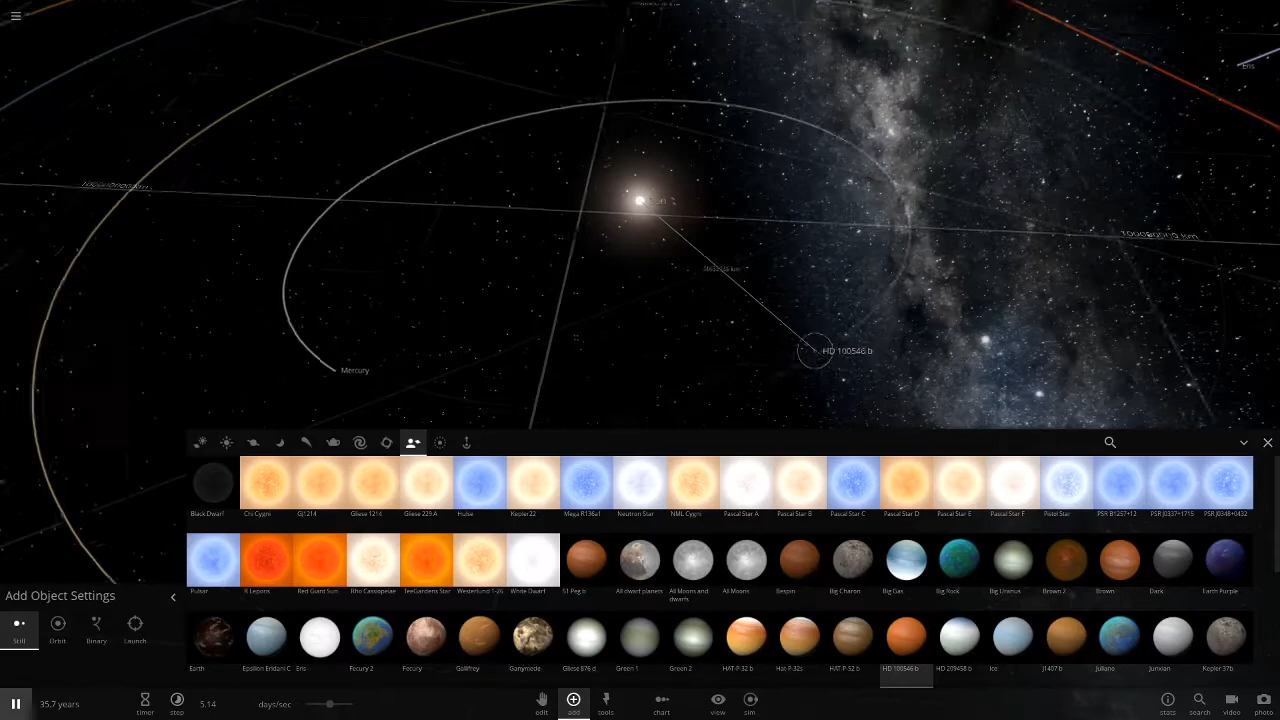 Eris
Sun
HD 100546 b
Mercury
Black Dwarf
Chi Cygni
GJ1214
Gliese 1214
Gliese 229 A
Hulse
Kepler22
Mega R136a1
Neutron Star
NML Cygni
Pascal Star A
Pascal Star B
Pascal Star C
Pascal Star D
Pascal Star E
Pascal Star F
Pistol Star
PSR B1257+12
PSR J0337+1715
PSR J0348+0432
Pulsar
R Leporis
Red Giant Sun
Rho Cassiopeiae
TeeGardens Star
Westerlund 1-26
White Dwarf
51 Peg b
All dwarf planets
All Moons and dwarfs
All Moons
Bespin
Big Charon
Big Gas
Big Rock
Big Uranus
Brown 2
Brown
Dark
Earth Purple
Add Object Settings
Still
Orbit
Binary
Launch
Earth
Epsilon Eridani C
Eris
Fecury 2
Fecury
Gallifrey
Ganymede
Gliese 876 d
Green 1
Green 2
HAT-P-32 b
Hat-P-32s
HAT-P-52 b
HD 100546 b
HD 209458 b
Ice
J1407 b
Juliano
Junxian
Kepler 37b
35.7 years
timer
step
5.14
days/sec
edit
add
tools
chart
view
sim
stats
search
video
photo